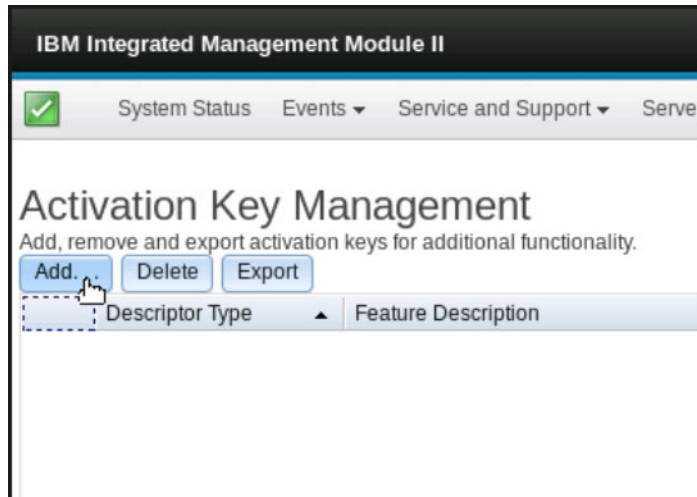 IBM Integrated Management Module II
System Status Events Service and Support Serve
Activation Key Management
Add, remove and export activation keys for additional functionality.
Add... Delete Export
Descriptor Type Feature Description